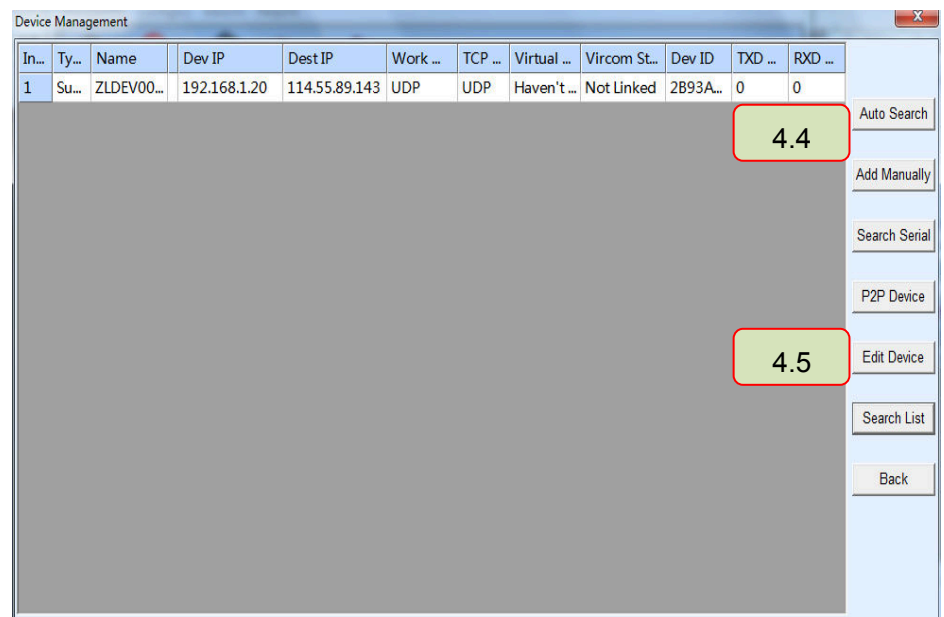 Device Management
In... Ty... Name Dev IP Dest IP Work ... TCP ... Virtual ... Vircom St... Dev ID TXD ... RXD ...
1 Su... ZLDEV00... 192.168.1.20 114.55.89.143 UDP UDP Haven't ... Not Linked 2B93A... 0 0
Auto Search
4.4
Add Manually
Search Serial
P2P Device
4.5 Edit Device
Search List
Back